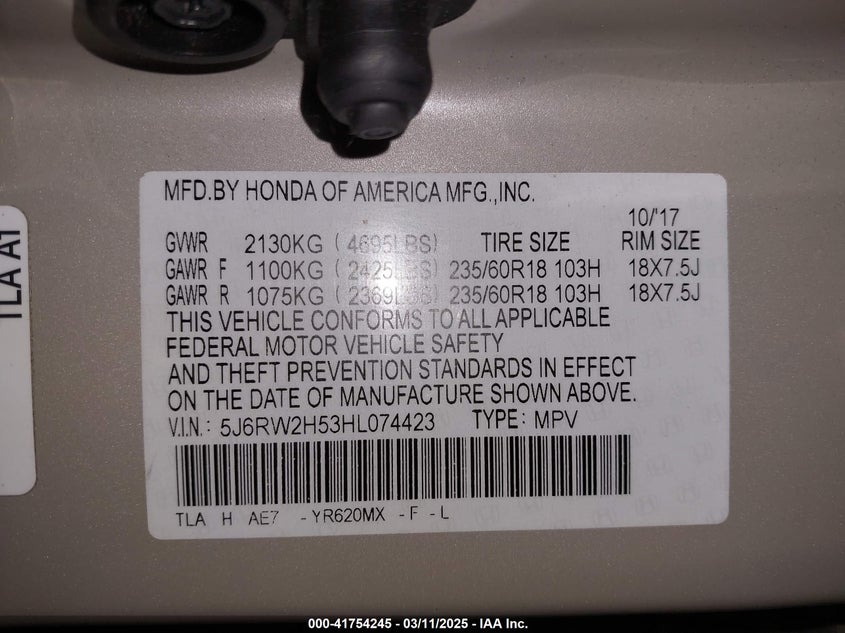 MFD.BY HONDA OF AMERICA MFG.,INC.
10/'17
GVWR 2130KG ( 4695LBS) TIRE SIZE RIM SIZE
GAWR F 1100KG ( 2425LBS) 235/60R18 103H 18X7.5J
GAWR R 1075KG ( 2369LBS) 235/60R18 103H 18X7.5J
THIS VEHICLE CONFORMS TO ALL APPLICABLE
FEDERAL MOTOR VEHICLE SAFETY
AND THEFT PREVENTION STANDARDS IN EFFECT
ON THE DATE OF MANUFACTURE SHOWN ABOVE.
V.I.N.: 5J6RW2H53HL074423 TYPE: MPV
TLA H AE7 -YR620MX -F -L
TLA A1
000-41754245 - 03/11/2025 - IAA Inc.